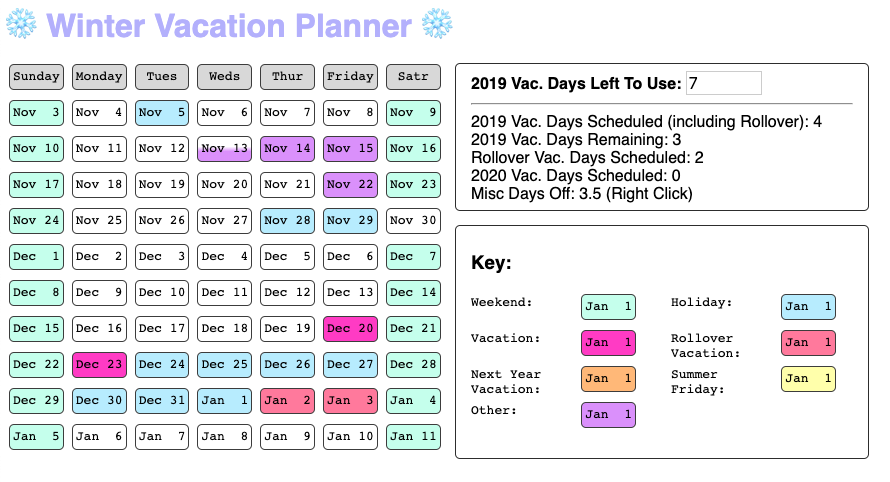 Winter Vacation Planner
Sunday Monday Tues Weds Thur Friday Satr
Nov 3 Nov 4 Nov 5 Nov 6 Nov 7 Nov 8 Nov 9
Nov 10 Nov 11 Nov 12 Nov 13 Nov 14 Nov 15 Nov 16
Nov 17 Nov 18 Nov 19 Nov 20 Nov 21 Nov 22 Nov 23
Nov 24 Nov 25 Nov 26 Nov 27 Nov 28 Nov 29 Nov 30
Dec 1 Dec 2 Dec 3 Dec 4 Dec 5 Dec 6 Dec 7
Dec 8 Dec 9 Dec 10 Dec 11 Dec 12 Dec 13 Dec 14
Dec 15 Dec 16 Dec 17 Dec 18 Dec 19 Dec 20 Dec 21
Dec 22 Dec 23 Dec 24 Dec 25 Dec 26 Dec 27 Dec 28
Dec 29 Dec 30 Dec 31 Jan 1 Jan 2 Jan 3 Jan 4
Jan 5 Jan 6 Jan 7 Jan 8 Jan 9 Jan 10 Jan 11
2019 Vac. Days Left To Use: 7
2019 Vac. Days Scheduled (including Rollover): 4
2019 Vac. Days Remaining: 3
Rollover Vac. Days Scheduled: 2
2020 Vac. Days Scheduled: 0
Misc Days Off: 3.5 (Right Click)
Key:
Weekend: Jan 1 Holiday: Jan 1
Vacation: Jan 1 Rollover
Vacation: Jan 1
Next Year
Vacation: Jan 1 Summer
Friday: Jan 1
Other: Jan 1